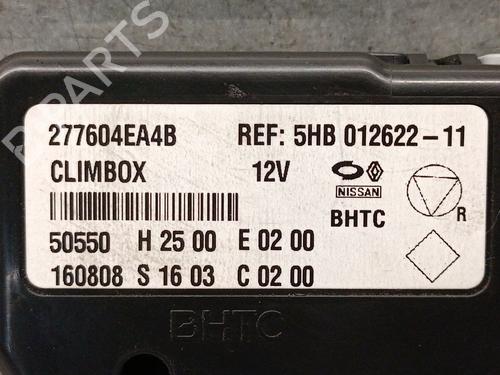 277604EA4B REF: 5HB 012622-11
CLIMBOX 12V
NISSAN
BHTC R
50550 H 25 00 E 02 00
160808 S 16 03 C 02 00
BHTC
B-PARTS